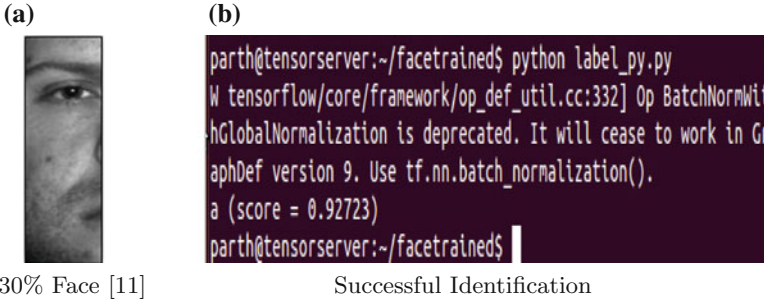 (a)
(b)
parth@tensorserver:~/facetrained$ python label_py.py
W tensorflow/core/framework/op_def_util.cc:332] Op BatchNormWit
hGlobalNormalization is deprecated. It will cease to work in Gr
aphDef version 9. Use tf.nn.batch_normalization().
a (score = 0.92723)
parth@tensorserver:~/facetrained$
30% Face [11]
Successful Identification